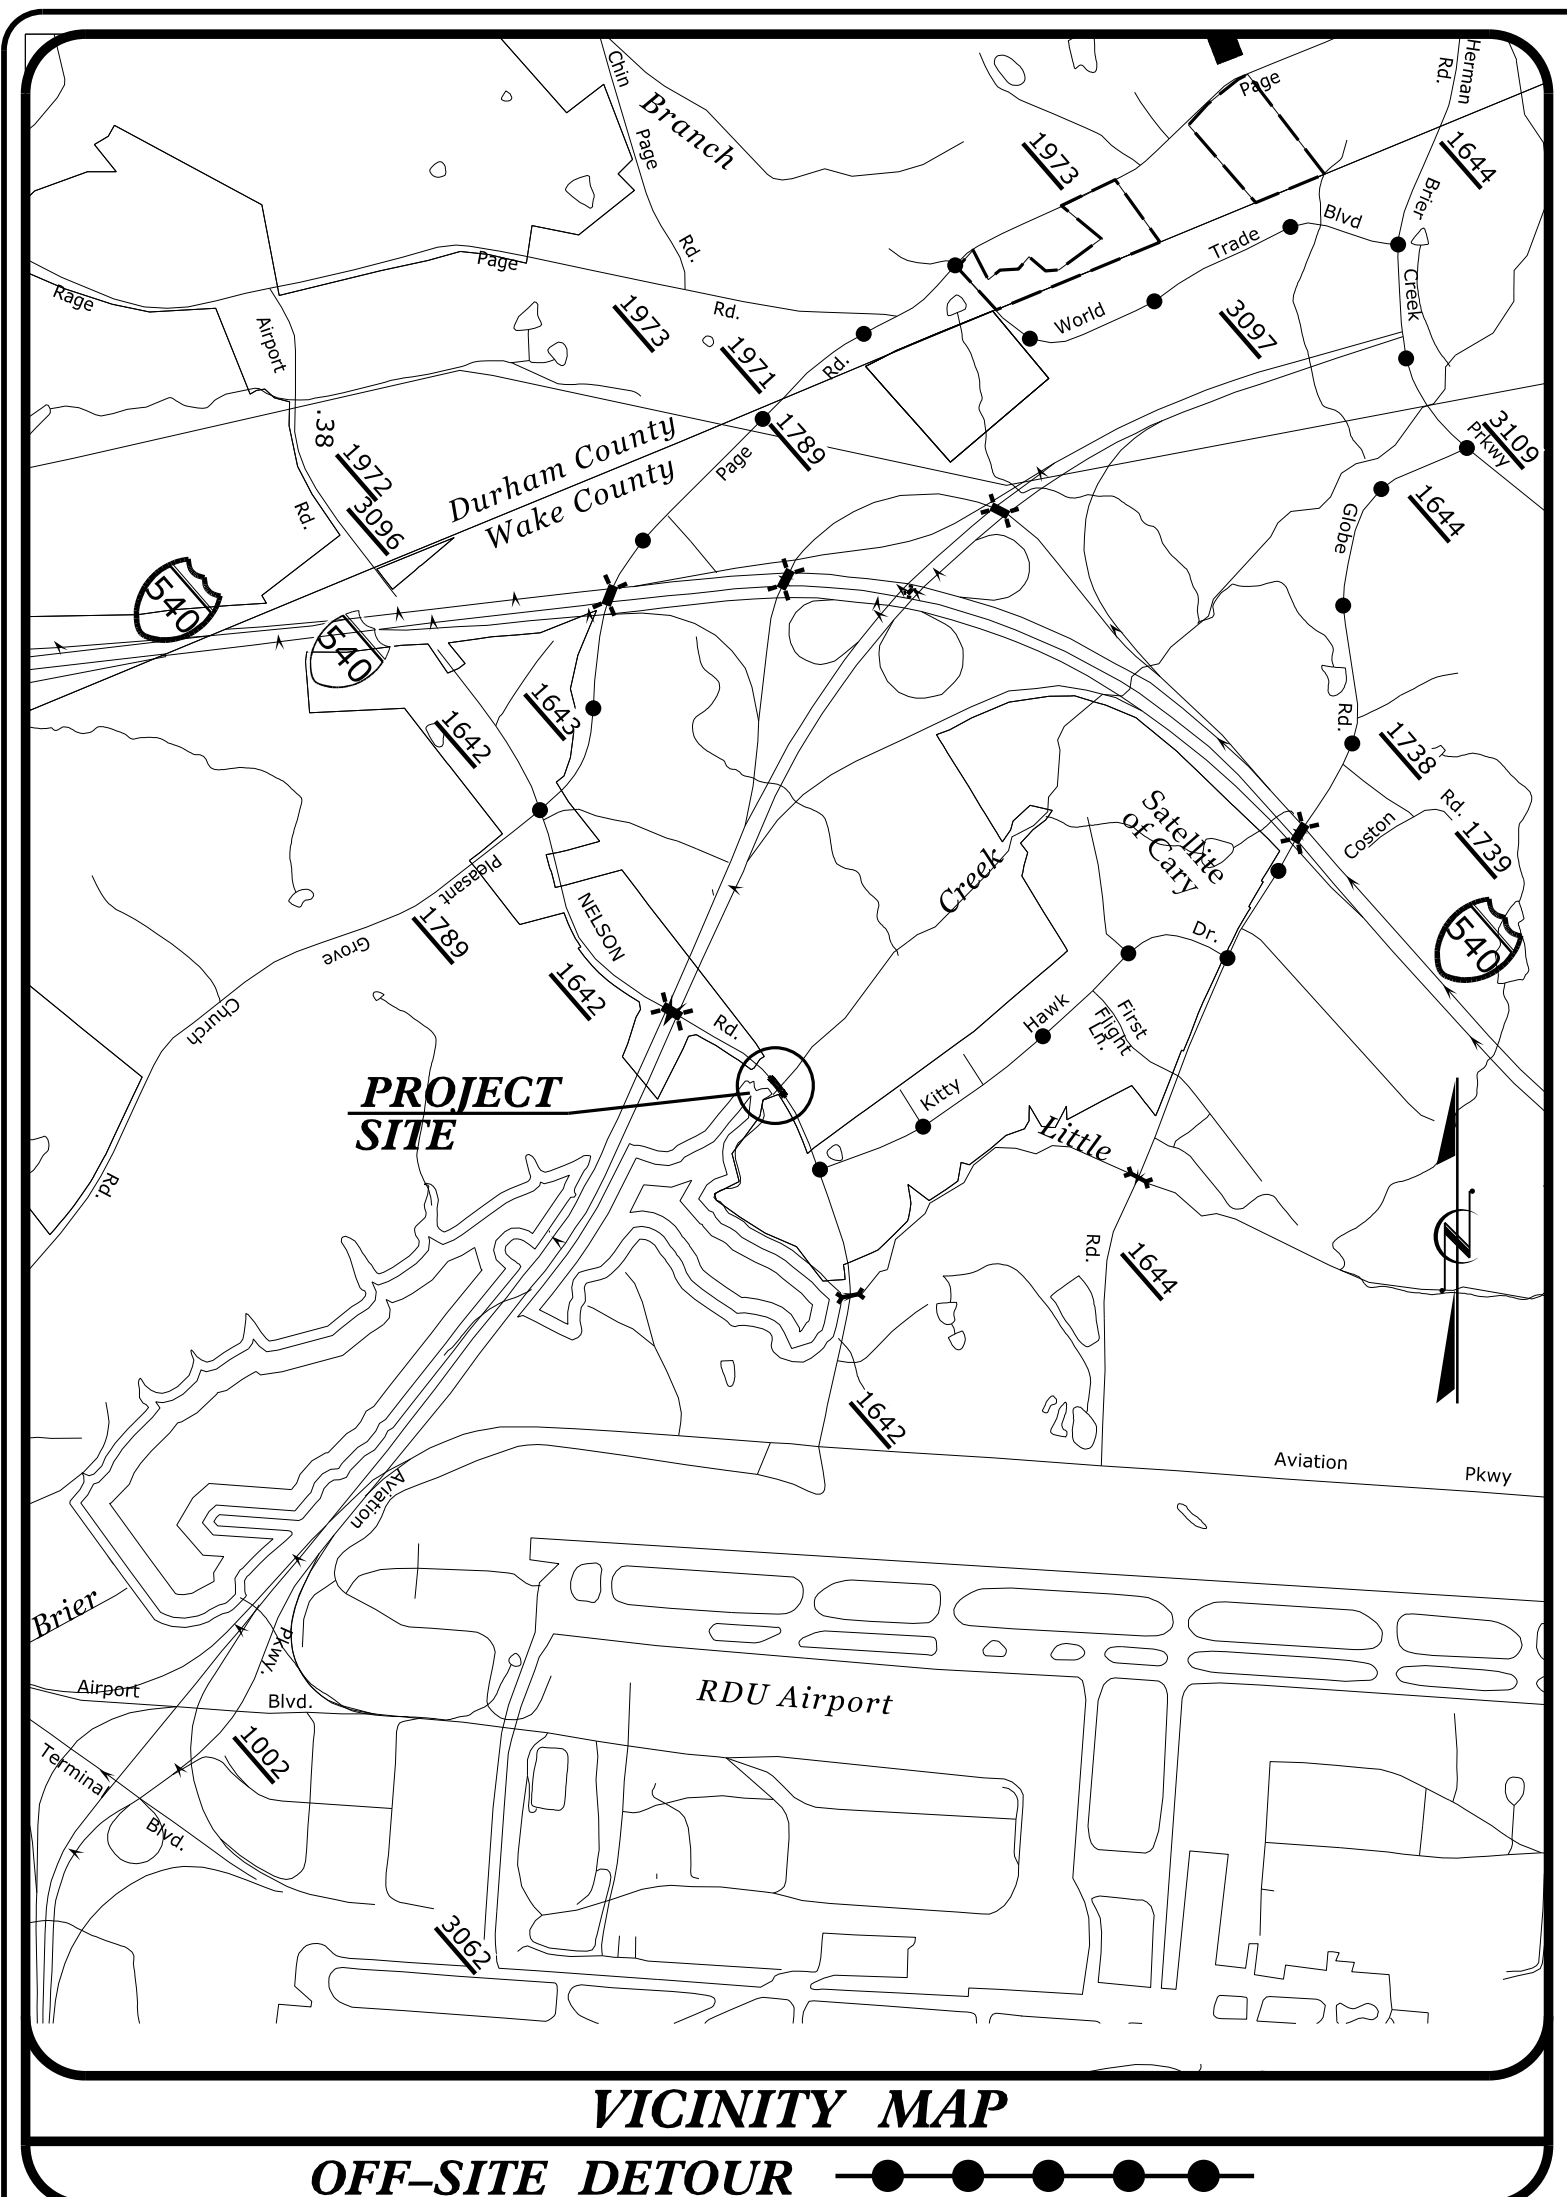 Chin
Page
Rd.
Branch
Page
Herman
Rd.
1973
1644
Brier
Creek
Prkwy
Trade
Blvd
World
3097
Page
Rage
Rd.
1973
1971
Rd.
Airport
.38
1972
3096
Rd.
Durham County
Wake County
Page
1789
3109
1644
Globe
Rd.
540
540
1642
1643
1738
Rd.
Coston
1739
Satellite
of Cary
Creek
540
Pleasant
Grove
Church
Rd.
1789
NELSON
1642
Rd.
Dr.
Hawk
Kitty
First
Flight
Ln.
PROJECT
SITE
Little
Rd.
1644
N
1642
Aviation
Pkwy
Aviation
Pkwy.
Brier
Airport
Blvd.
RDU Airport
1002
Terminal
Blvd.
3062
VICINITY MAP
OFF–SITE DETOUR